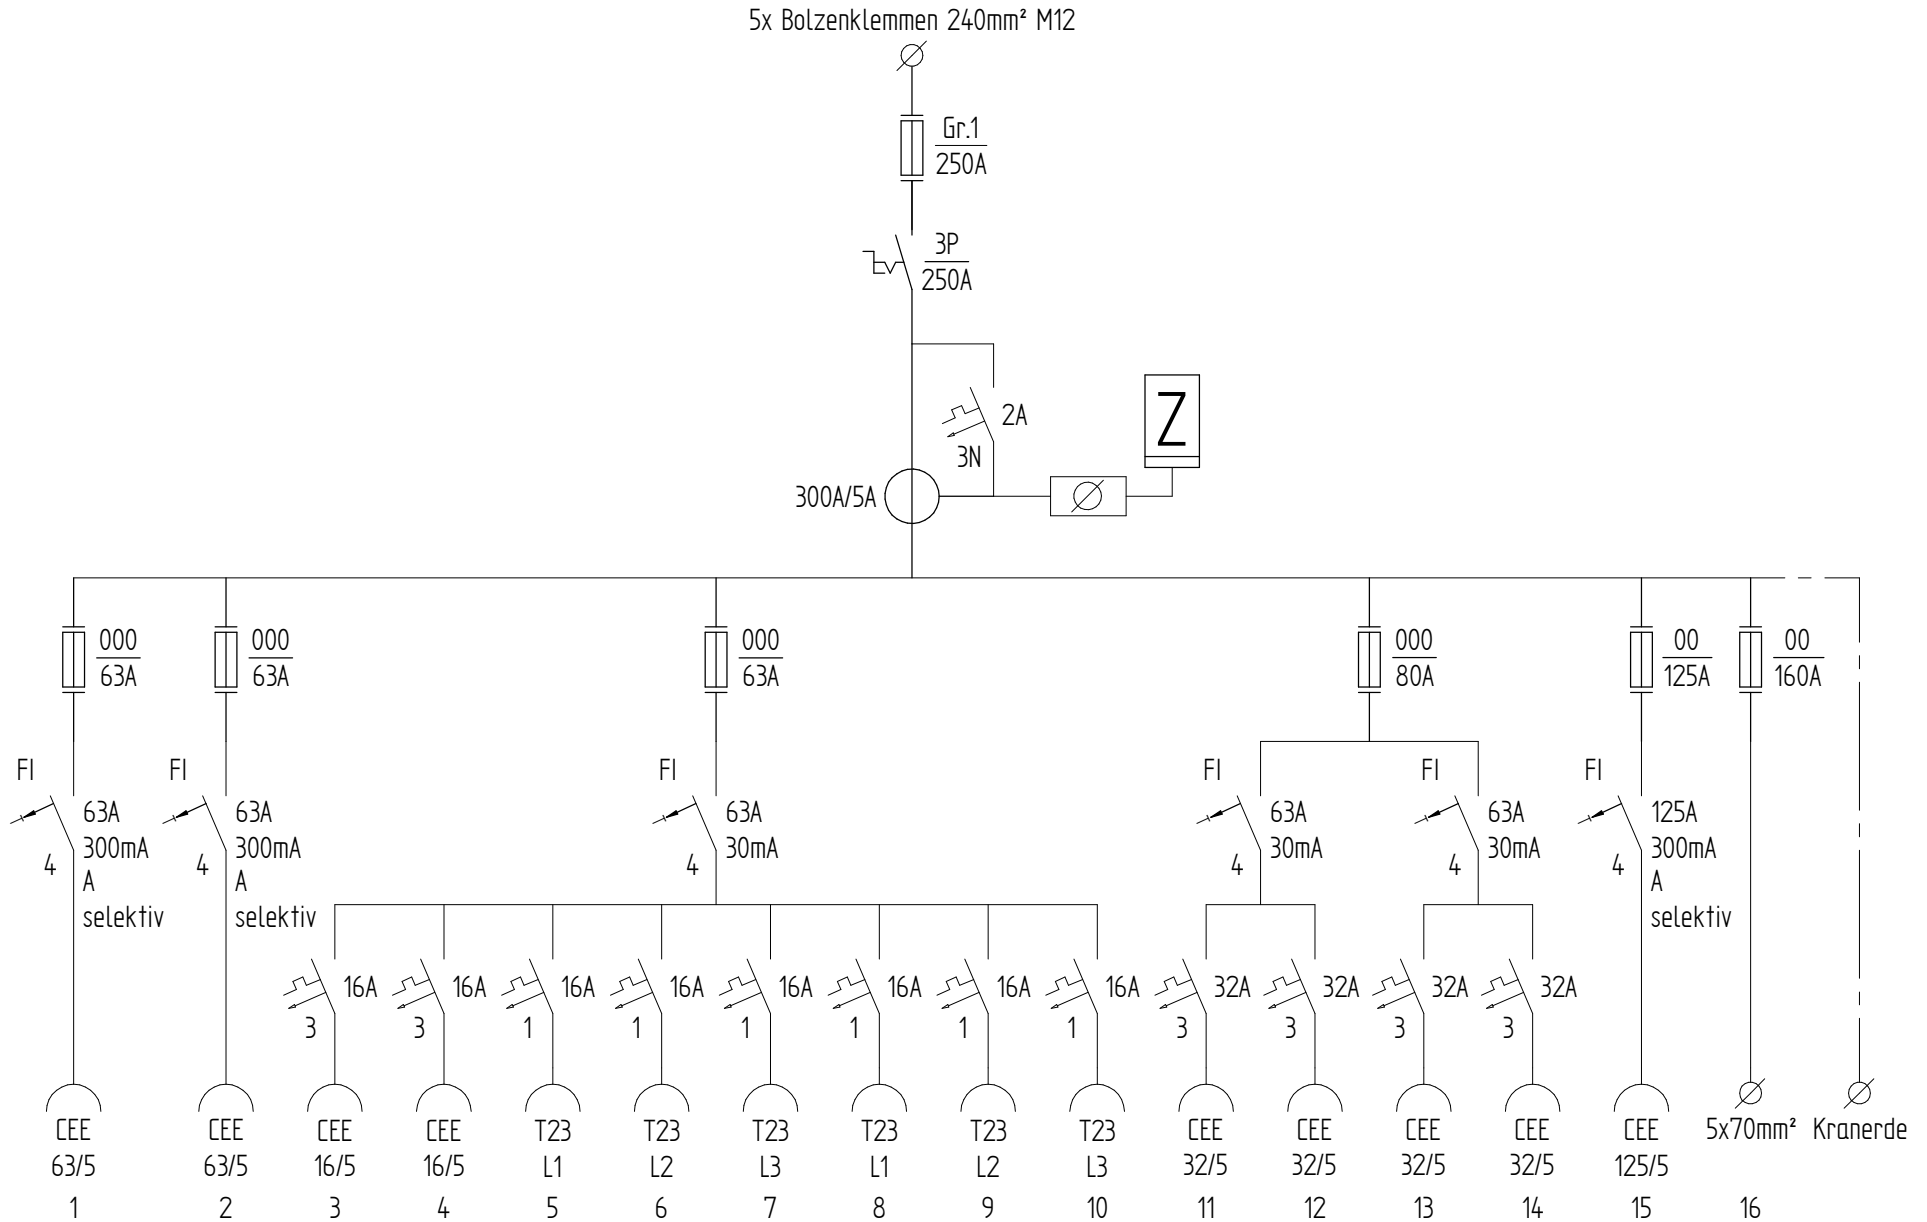 5x Bolzenklemmen 240mm² M12
Gr.1
250A
3P
250A
2A
3N
Z
300A/5A
000 000 000 000 00 00
63A 63A 63A 80A 125A 160A
FI FI FI FI FI FI
63A 63A 63A 63A 63A 125A
300mA 300mA 30mA 30mA 30mA 300mA
4 4 4 4 4 4
A A A
selektiv selektiv selektiv
16A 16A 16A 16A 16A 16A 16A 16A 32A 32A 32A 32A
3 3 1 1 1 1 1 1 3 3 3 3
CEE CEE CEE CEE T23 T23 T23 T23 T23 T23 CEE CEE CEE CEE CEE 5x70mm² Kranerde
63/5 63/5 16/5 16/5 L1 L2 L3 L1 L2 L3 32/5 32/5 32/5 32/5 125/5
1 2 3 4 5 6 7 8 9 10 11 12 13 14 15 16